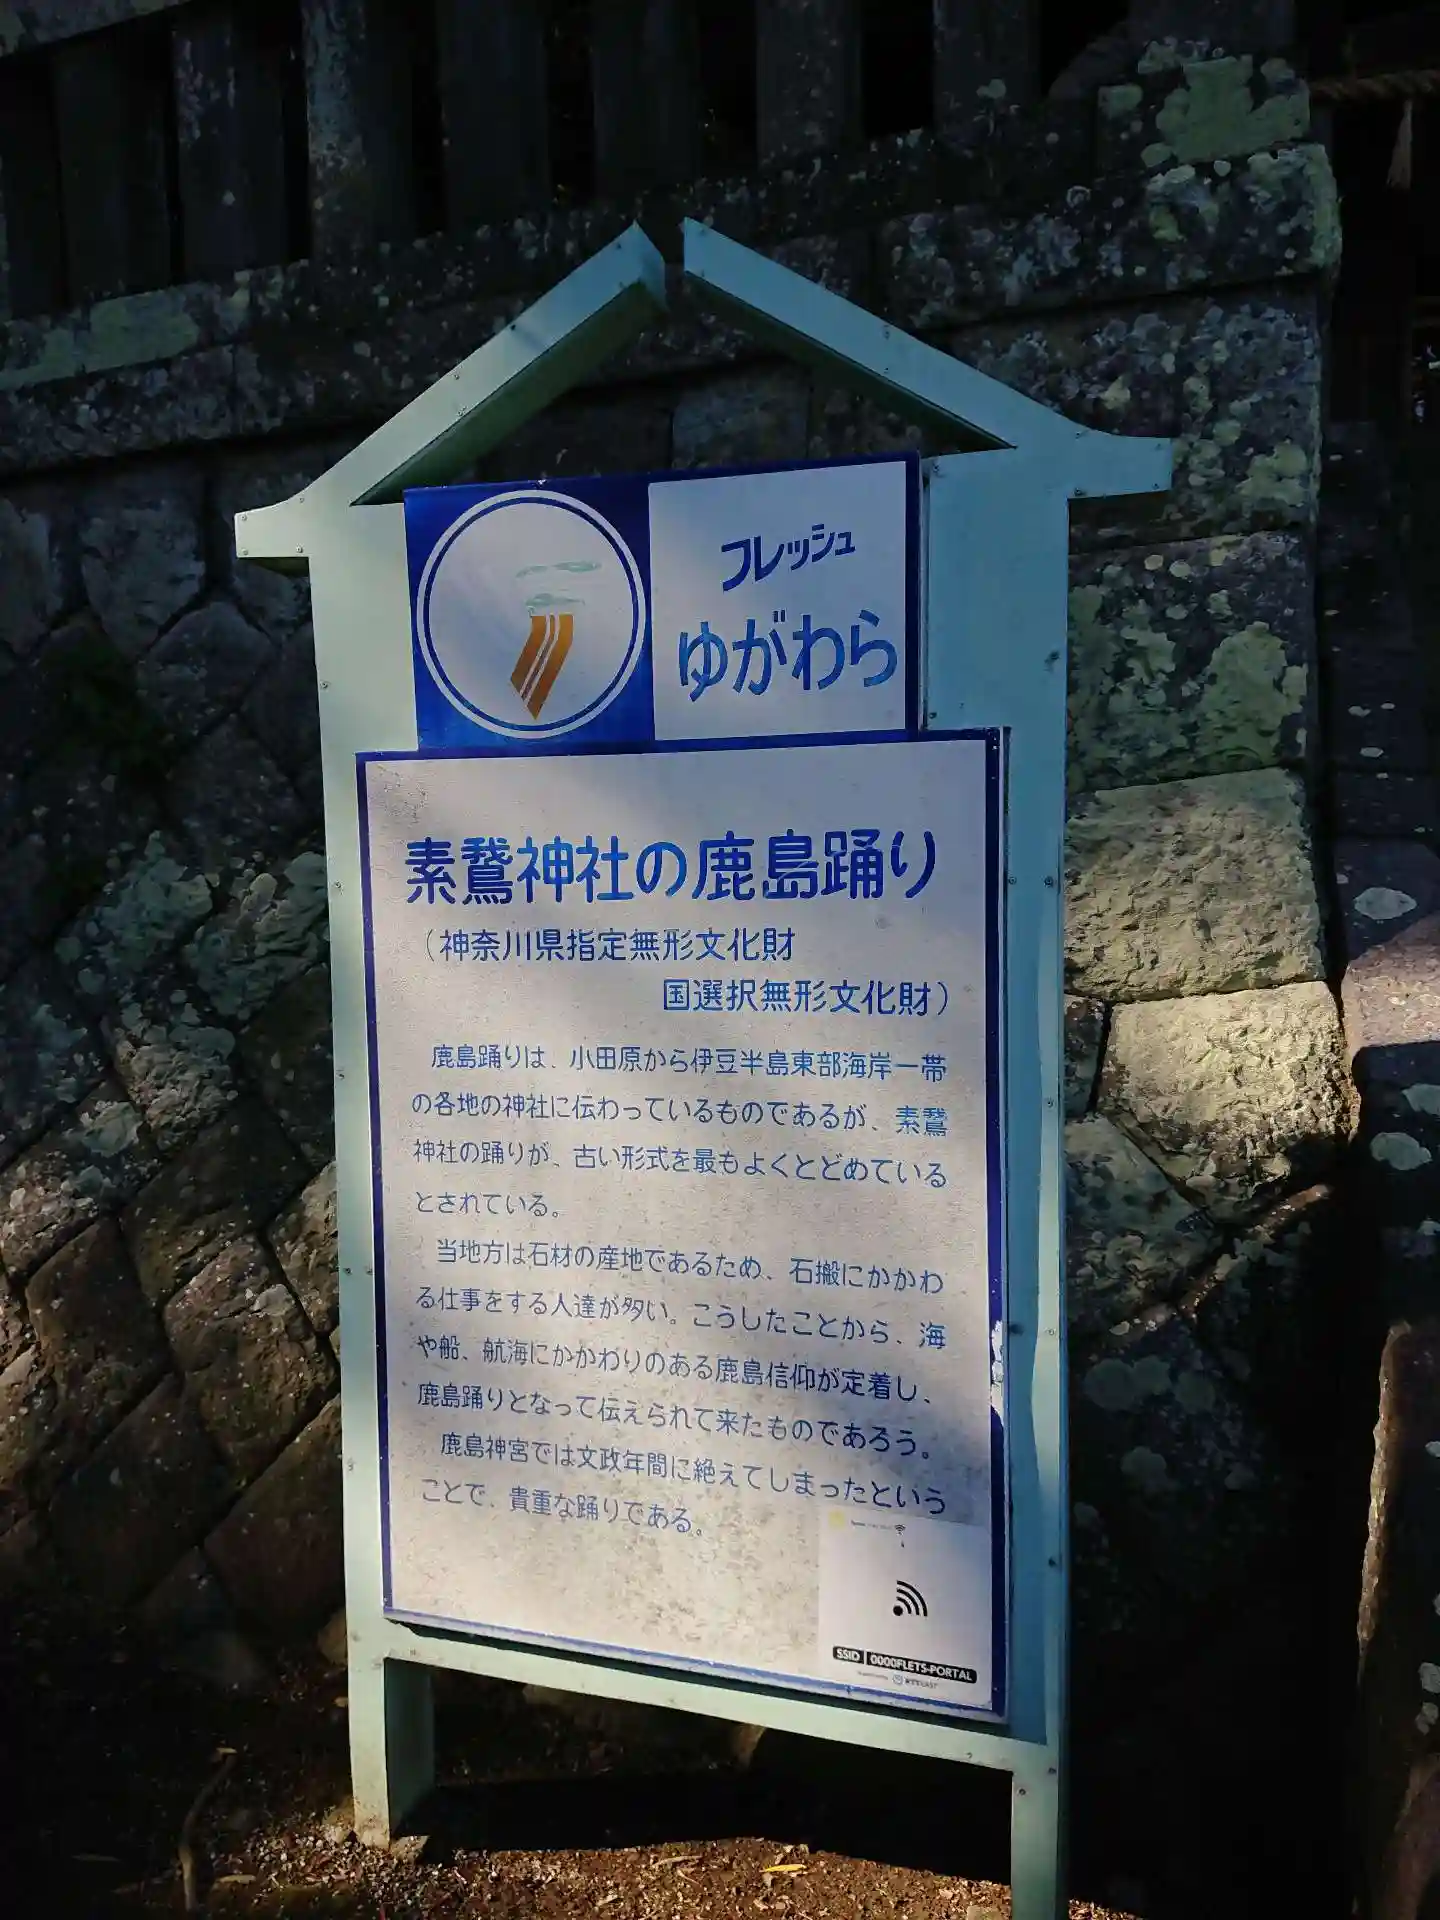 フレッシュ
ゆがわら
素鵞神社の鹿島踊り
（神奈川県指定無形文化財
国選択無形文化財）
鹿島踊りは、小田原から伊豆半島東部海岸一帯
の各地の神社に伝わっているものであるが、素鵞
神社の踊りが、古い形式を最もよくとどめている
とされている。
当地方は石材の産地であるため、石搬にかかわ
る仕事をする人達が多い。こうしたことから、海
や船、航海にかかわりのある鹿島信仰が定着し、
鹿島踊りとなって伝えられて来たものであろう。
鹿島神宮では文政年間に絶えてしまったという
ことで、貴重な踊りである。
SSID 0000FLETS-PORTAL